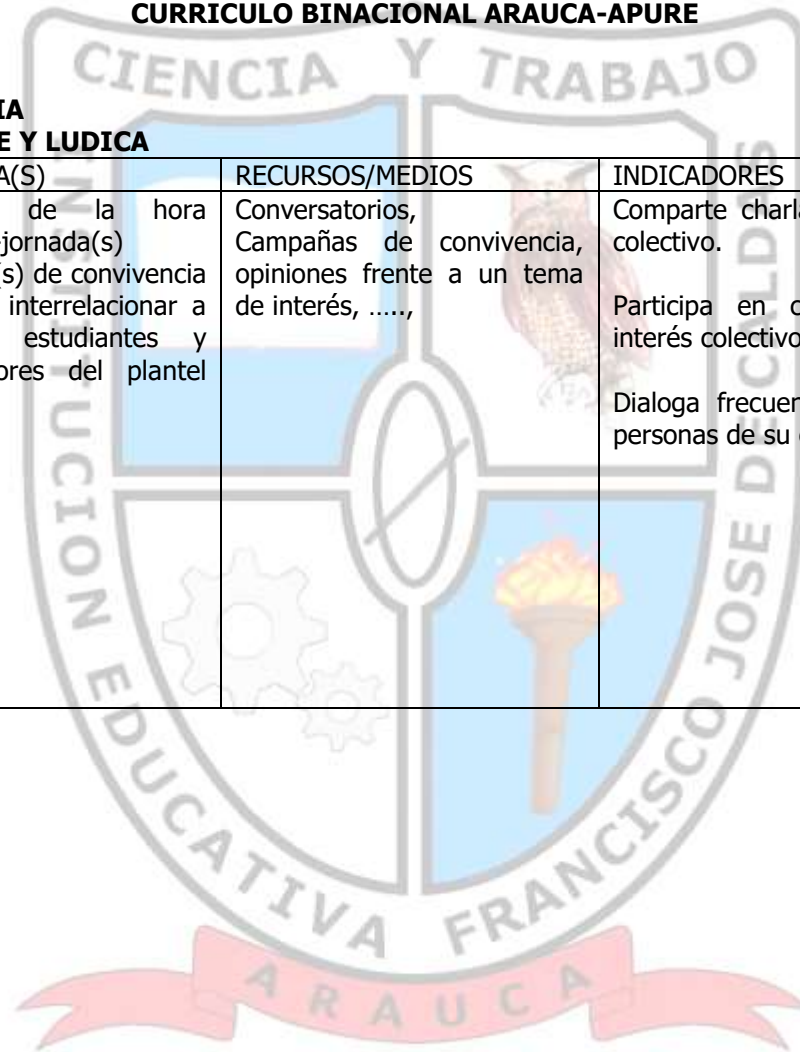 CURRICULO BINACIONAL ARAUCA-APURE
CIENCIA Y TRABAJO
INSTITUCION EDUCATIVA FRANCISCO JOSE DE CALDAS
ARAUCA
IA
E Y LUDICA
A(S)
de la hora
jornada(s)
(s) de convivencia
interrelacionar a
estudiantes y
ores del plantel
RECURSOS/MEDIOS
Conversatorios,
Campañas de convivencia,
opiniones frente a un tema
de interés, …..,
INDICADORES
Comparte charla
colectivo.
Participa en c
interés colectivo
Dialoga frecuen
personas de su